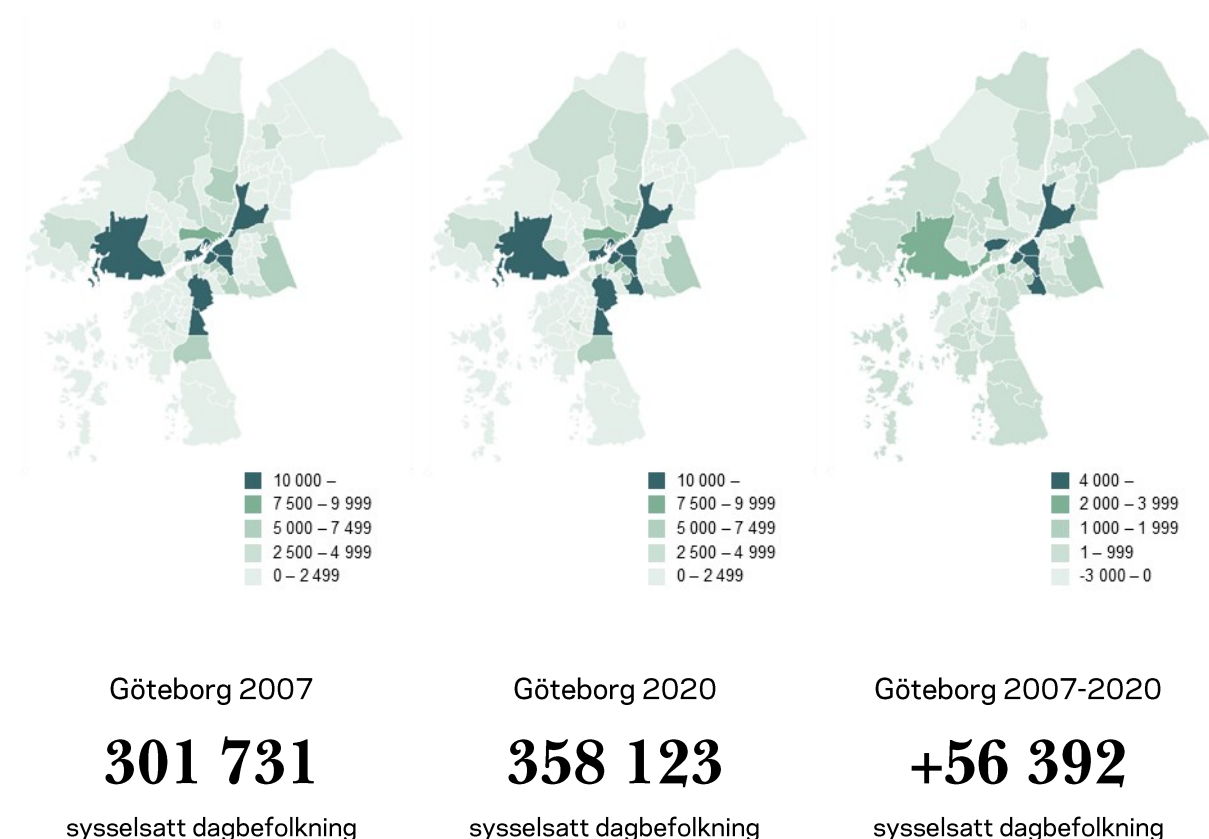 10 000 –
7 500 – 9 999
5 000 – 7 499
2 500 – 4 999
0 – 2 499
10 000 –
7 500 – 9 999
5 000 – 7 499
2 500 – 4 999
0 – 2 499
4 000 –
2 000 – 3 999
1 000 – 1 999
1 – 999
-3 000 – 0
Göteborg 2007
301 731
sysselsatt dagbefolkning
Göteborg 2020
358 123
sysselsatt dagbefolkning
Göteborg 2007-2020
+56 392
sysselsatt dagbefolkning